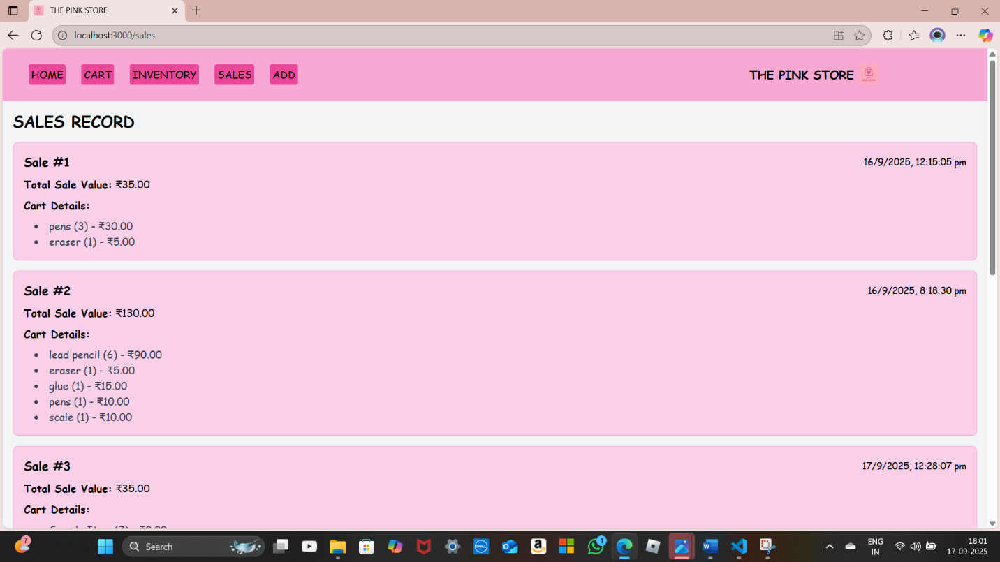 THE PINK STORE
localhost:3000/sales
HOME CART INVENTORY SALES ADD THE PINK STORE
SALES RECORD
Sale #1 16/9/2025, 12:15:05 pm
Total Sale Value: ₹35.00
Cart Details:
• pens (3) - ₹30.00
• eraser (1) - ₹5.00
Sale #2 16/9/2025, 8:18:30 pm
Total Sale Value: ₹130.00
Cart Details:
• lead pencil (6) - ₹90.00
• eraser (1) - ₹5.00
• glue (1) - ₹15.00
• pens (1) - ₹10.00
• scale (1) - ₹10.00
Sale #3 17/9/2025, 12:28:07 pm
Total Sale Value: ₹35.00
Cart Details:
7 Search DELL a 1 ENG 18:01
IN 17-09-2025